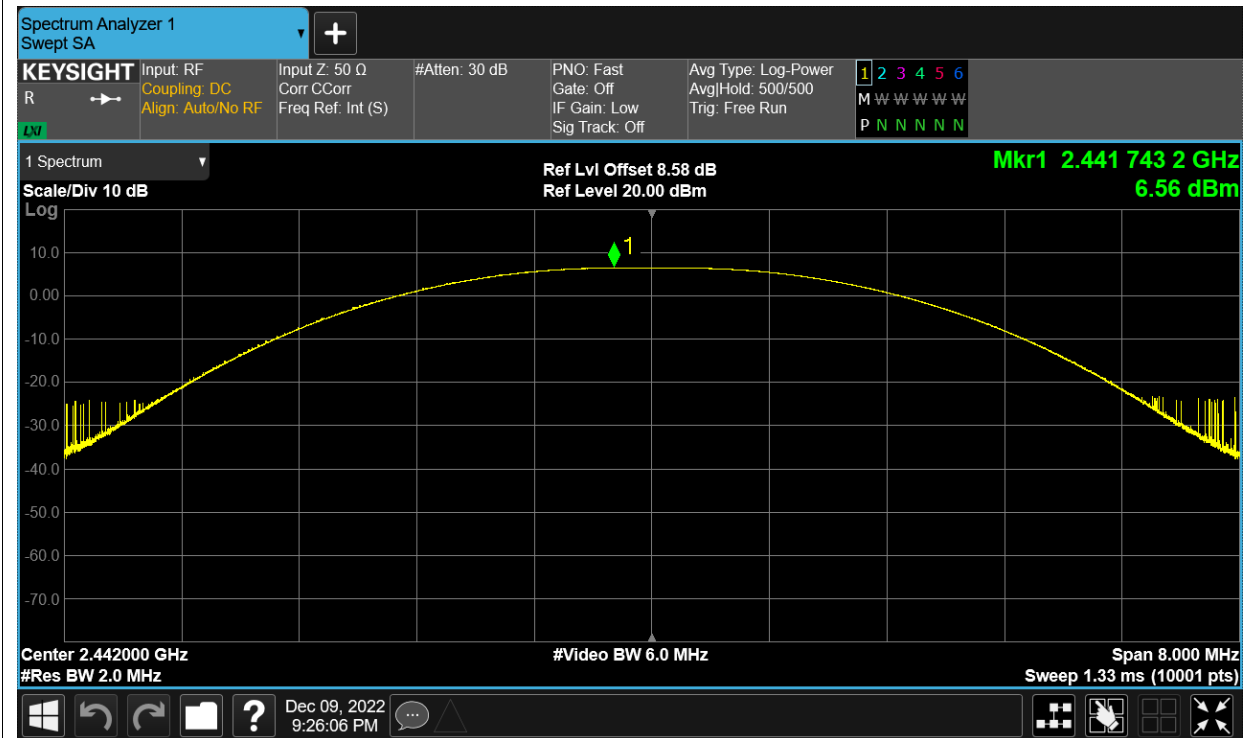 Spectrum Analyzer 1
Swept SA
KEYSIGHT
R
LXI
Input: RF
Coupling: DC
Align: Auto/No RF
Input Z: 50 Ω
Corr CCorr
Freq Ref: Int (S)
#Atten: 30 dB
PNO: Fast
Gate: Off
IF Gain: Low
Sig Track: Off
Avg Type: Log-Power
Avg|Hold: 500/500
Trig: Free Run
1 2 3 4 5 6
M W W W W W
P N N N N N
1 Spectrum
Scale/Div 10 dB
Ref Lvl Offset 8.58 dB
Ref Level 20.00 dBm
Mkr1 2.441 743 2 GHz
6.56 dBm
Log
1
10.0
0.00
-10.0
-20.0
-30.0
-40.0
-50.0
-60.0
-70.0
Center 2.442000 GHz
#Res BW 2.0 MHz
#Video BW 6.0 MHz
Span 8.000 MHz
Sweep 1.33 ms (10001 pts)
?
Dec 09, 2022
9:26:06 PM